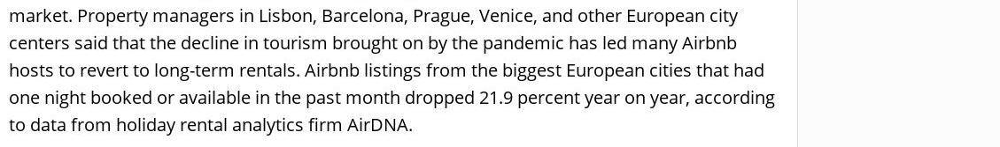 market. Property managers in Lisbon, Barcelona, Prague, Venice, and other European city
centers said that the decline in tourism brought on by the pandemic has led many Airbnb
hosts to revert to long-term rentals. Airbnb listings from the biggest European cities that had
one night booked or available in the past month dropped 21.9 percent year on year, according
to data from holiday rental analytics firm AirDNA.